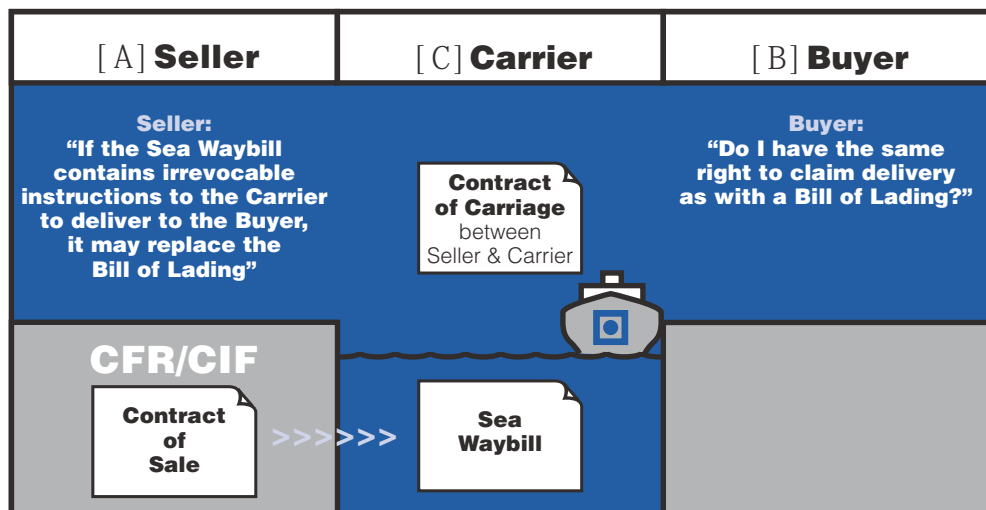 [A] Seller
[C] Carrier
[B] Buyer
Seller:
“If the Sea Waybill
contains irrevocable
instructions to the Carrier
to deliver to the Buyer,
it may replace the
Bill of Lading”
Contract
of Carriage
between
Seller & Carrier
Buyer:
“Do I have the same
right to claim delivery
as with a Bill of Lading?”
CFR/CIF
Contract
of
Sale
>>>>>>
Sea
Waybill